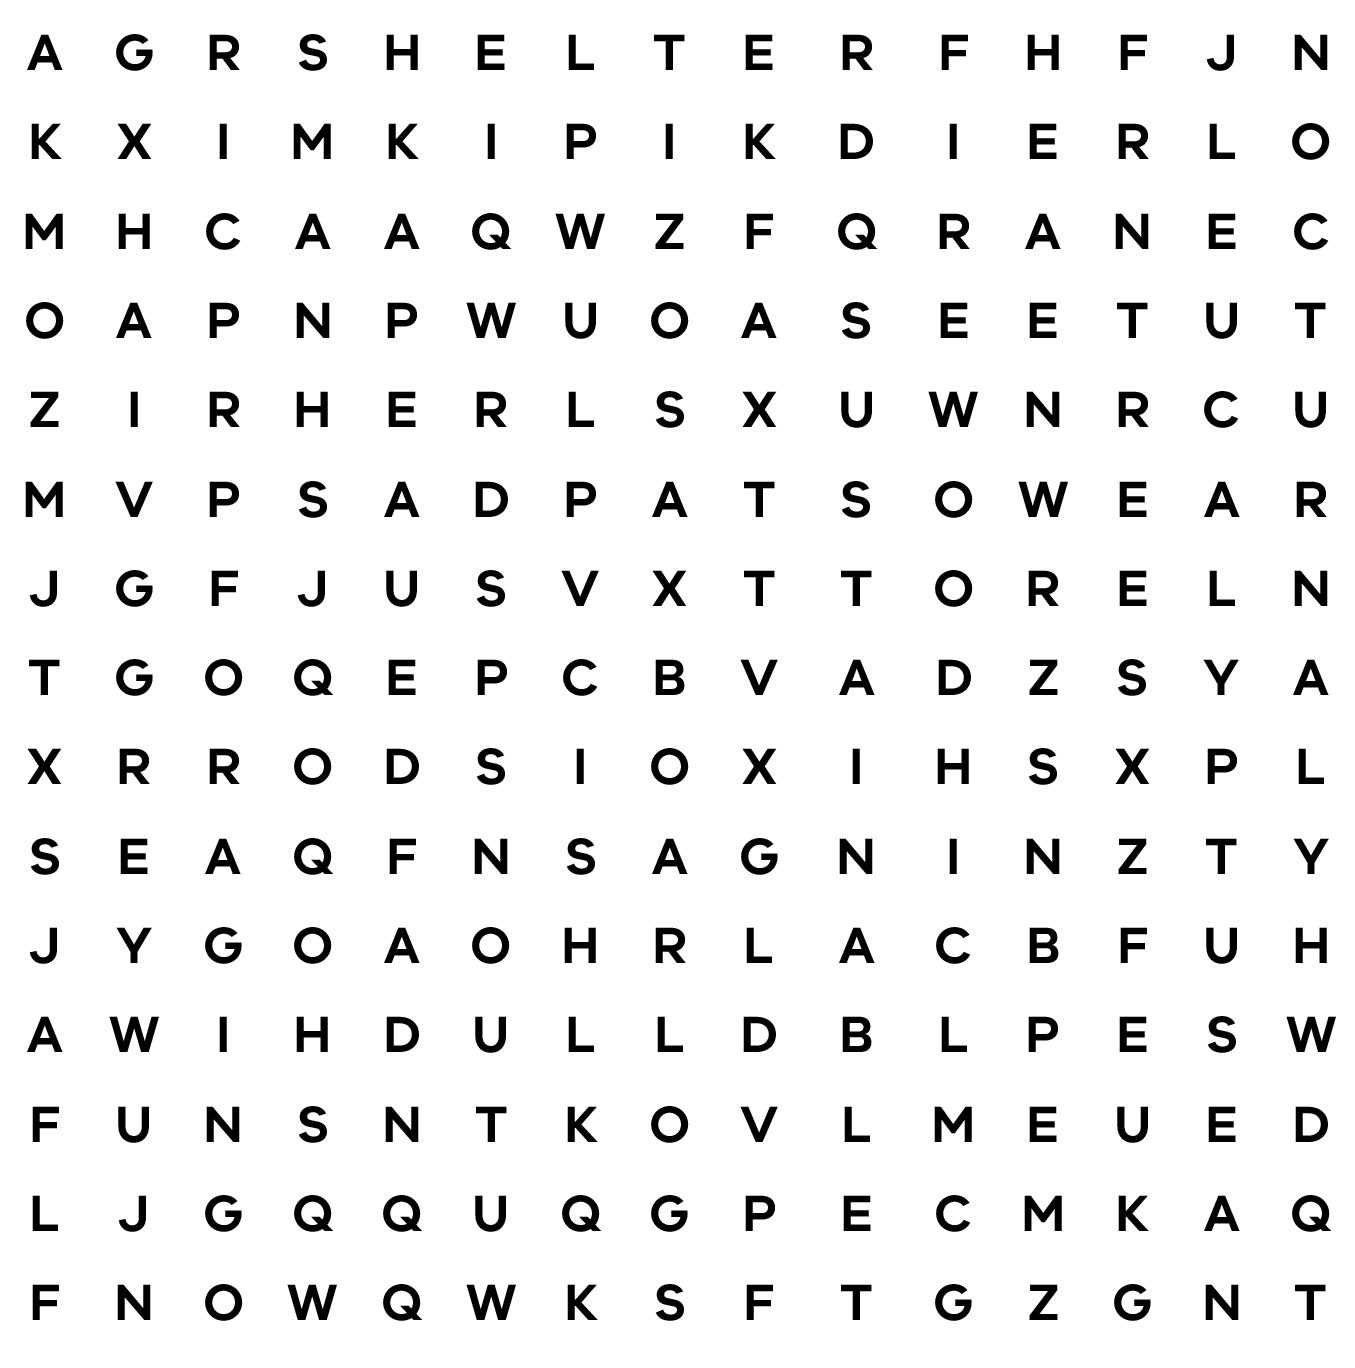 A G R S H E L T E R F H F J N
K X I M K I P I K D I E R L O
M H C A A Q W Z F Q R A N E C
O A P N P W U O A S E E T U T
Z I R H E R L S X U W N R C U
M V P S A D P A T S O W E A R
J G F J U S V X T T O R E L N
T G O Q E P C B V A D Z S Y A
X R R O D S I O X I H S X P L
S E A Q F N S A G N I N Z T Y
J Y G O A O H R L A C B F U H
A W I H D U L L D B L P E S W
F U N S N T K O V L M E U E D
L J G Q Q U Q G P E C M K A Q
F N O W Q W K S F T G Z G N T